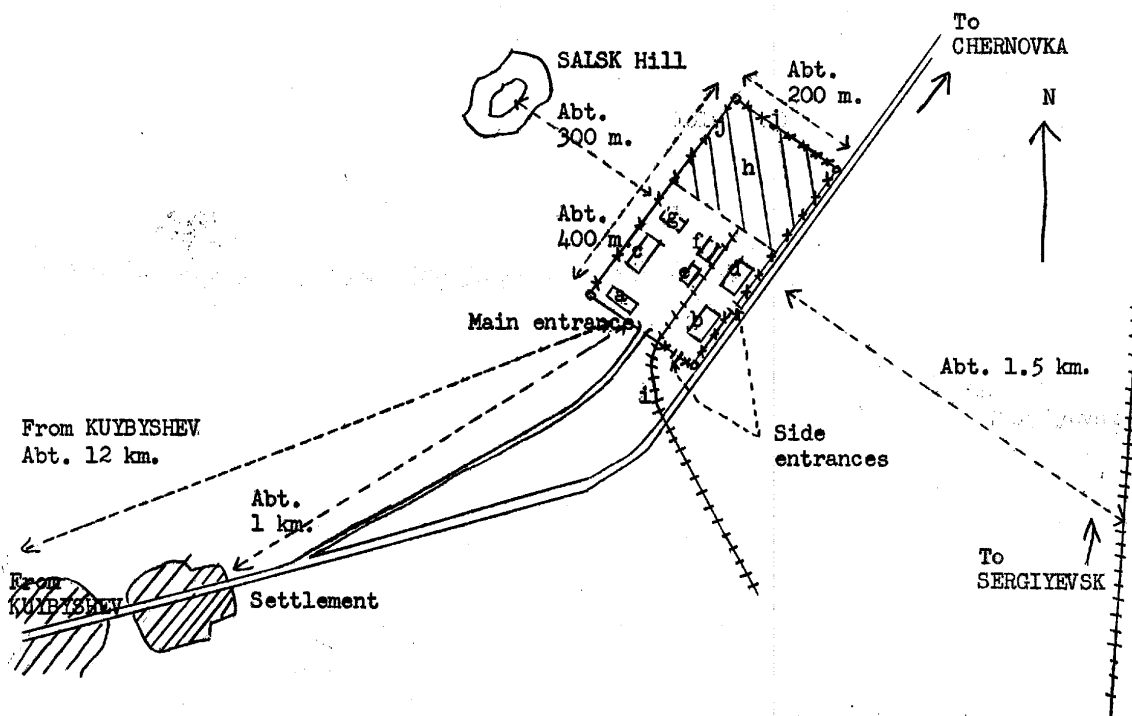 To
CHERNOVKA
SALSK Hill
Abt.
200 m.
Abt.
300 m.
N
j
i
h
Abt.
400 m.
g
f
c
e
d
a
b
Main entrance
k
k
i
Abt. 1.5 km.
From KUYBYSHEV
Abt. 12 km.
Side
entrances
Abt.
1 km.
To
SERGIYEVSK
From
KUYBYSHEV
Settlement